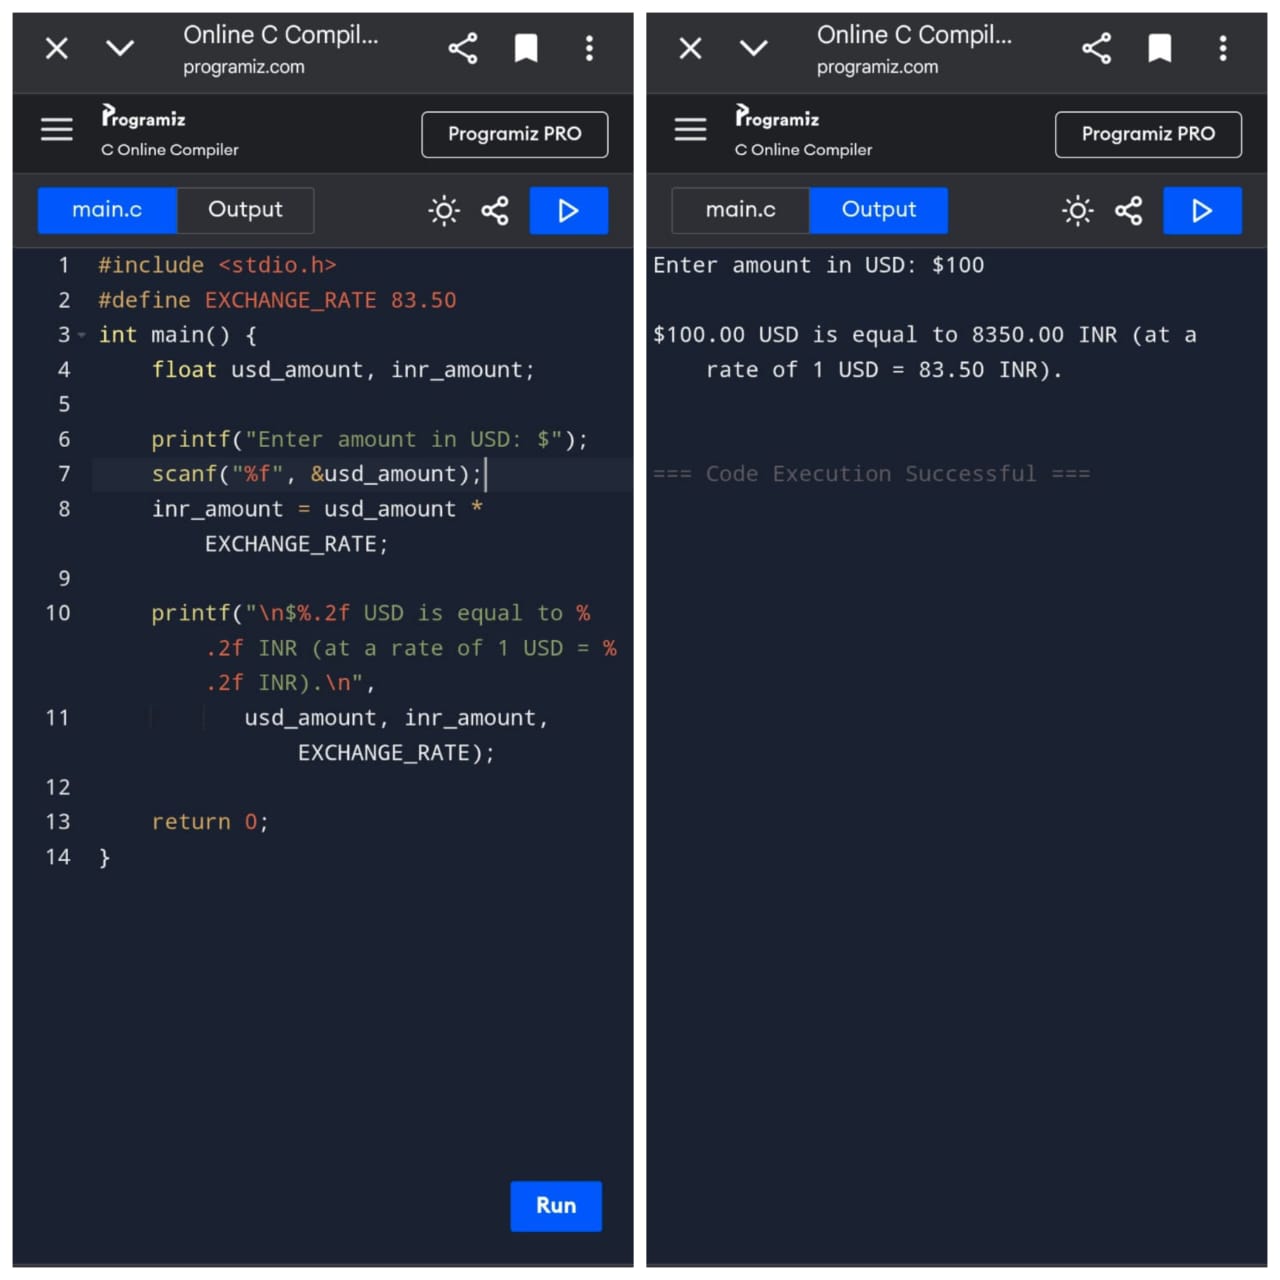 Online C Compil...
programiz.com
Programiz
C Online Compiler
Programiz PRO
main.c
Output
1 #include <stdio.h>
2 #define EXCHANGE_RATE 83.50
3 int main() {
4 float usd_amount, inr_amount;
5
6 printf("Enter amount in USD: $");
7 scanf("%f", &usd_amount);
8 inr_amount = usd_amount *
EXCHANGE_RATE;
9
10 printf("\n$%.2f USD is equal to %
.2f INR (at a rate of 1 USD = %
.2f INR).\n",
11 usd_amount, inr_amount,
EXCHANGE_RATE);
12
13 return 0;
14 }
Run
Online C Compil...
programiz.com
Programiz
C Online Compiler
Programiz PRO
main.c
Output
Enter amount in USD: $100
$100.00 USD is equal to 8350.00 INR (at a
rate of 1 USD = 83.50 INR).
=== Code Execution Successful ===